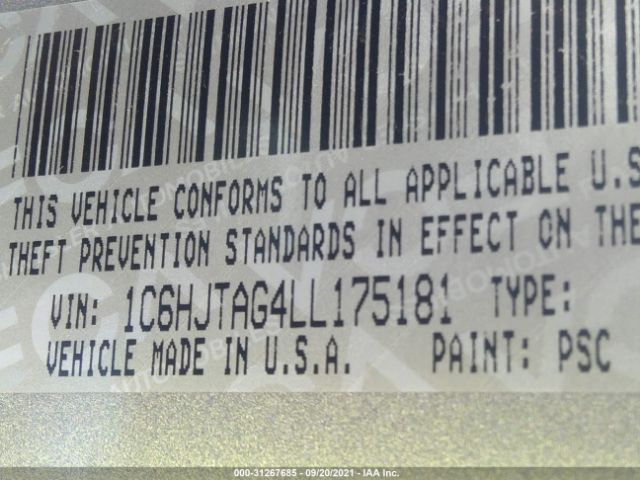 THIS VEHICLE CONFORMS TO ALL APPLICABLE U.S
THEFT PREVENTION STANDARDS IN EFFECT ON THE
VIN: 1C6HJTAG4LL175181 TYPE:
VEHICLE MADE IN U.S.A. PAINT: PSC
000-31267685 - 09/20/2021 - IAA Inc.